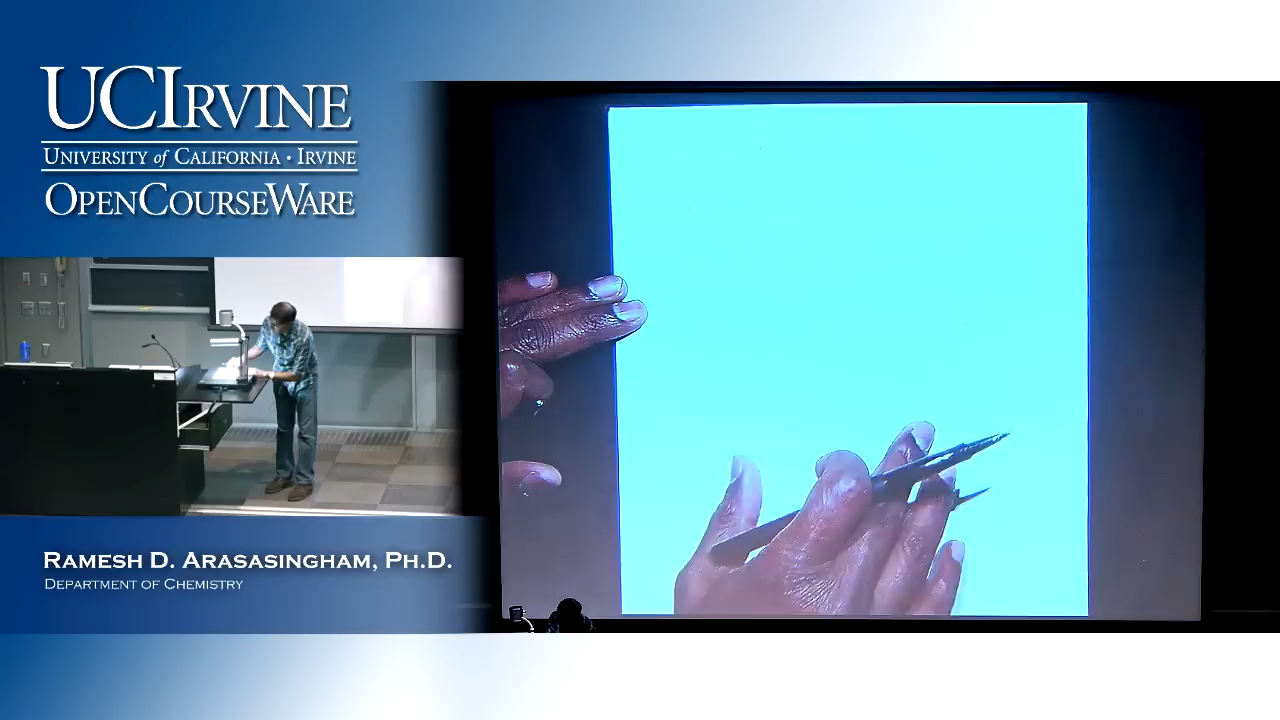 UCIRVINE
UNIVERSITY of CALIFORNIA · IRVINE
OPENCOURSEWARE
RAMESH D. ARASASINGHAM, PH.D.
DEPARTMENT OF CHEMISTRY